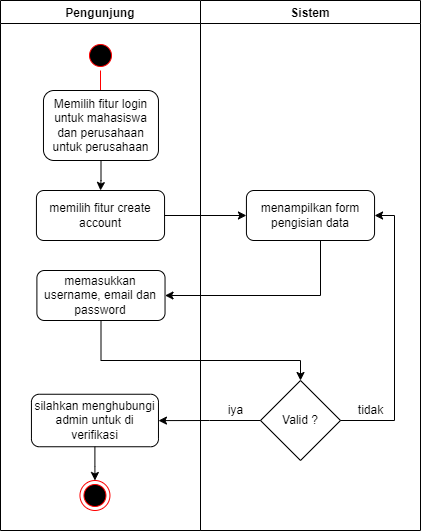 Pengunjung
Sistem
Memilih fitur login
untuk mahasiswa
dan perusahaan
untuk perusahaan
memilih fitur create
account
menampilkan form
pengisian data
memasukkan
username, email dan
password
silahkan menghubungi
admin untuk di
verifikasi
iya
Valid ?
tidak